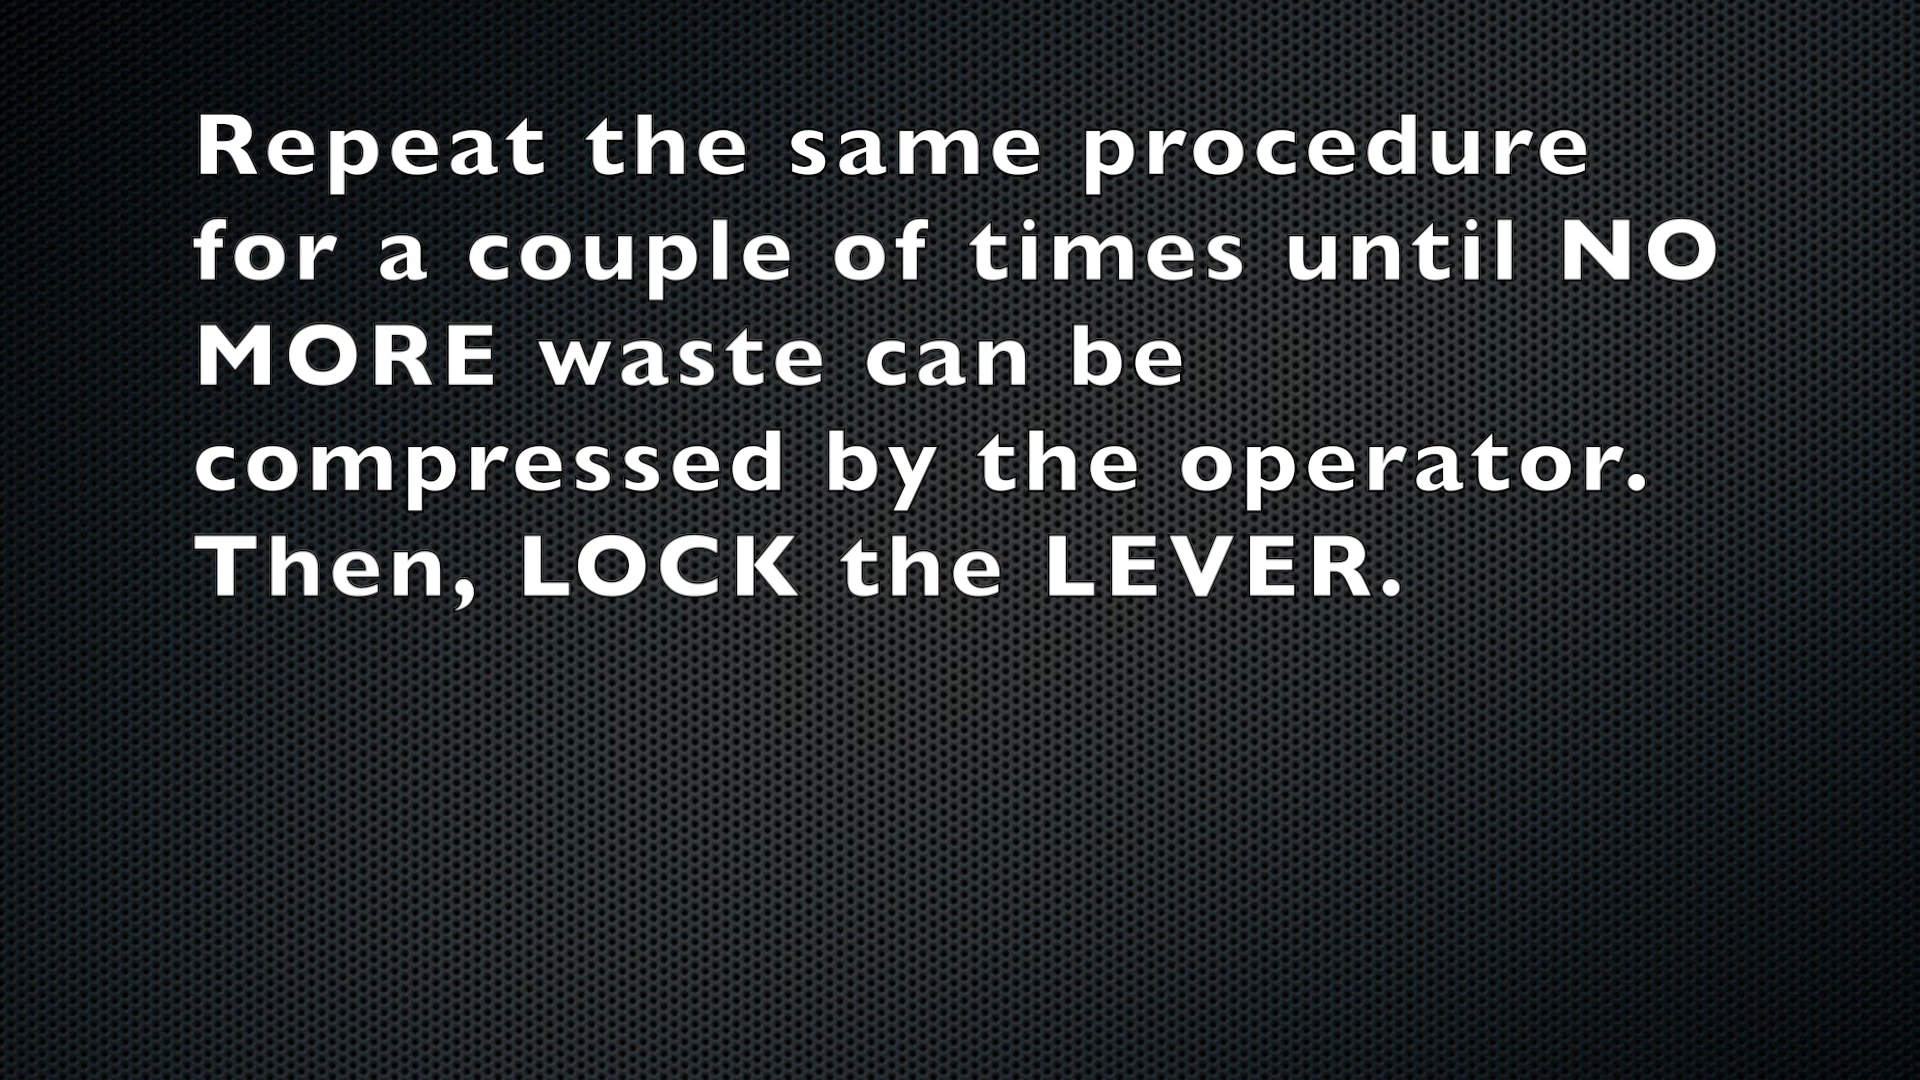 Repeat the same procedure
for a couple of times until NO
MORE waste can be
compressed by the operator.
Then, LOCK the LEVER.